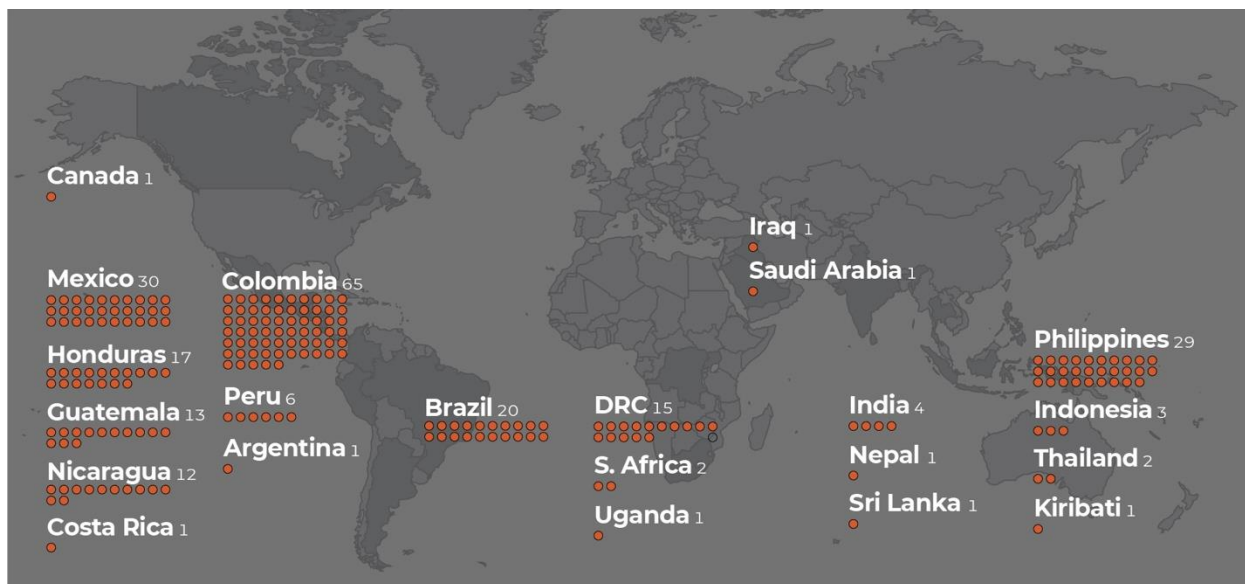 Canada 1
Mexico 30
Honduras 17
Guatemala 13
Nicaragua 12
Costa Rica 1
Colombia 65
Peru 6
Argentina 1
Brazil 20
DRC 15
S. Africa 2
Uganda 1
Iraq 1
Saudi Arabia 1
India 4
Nepal 1
Sri Lanka 1
Philippines 29
Indonesia 3
Thailand 2
Kiribati 1